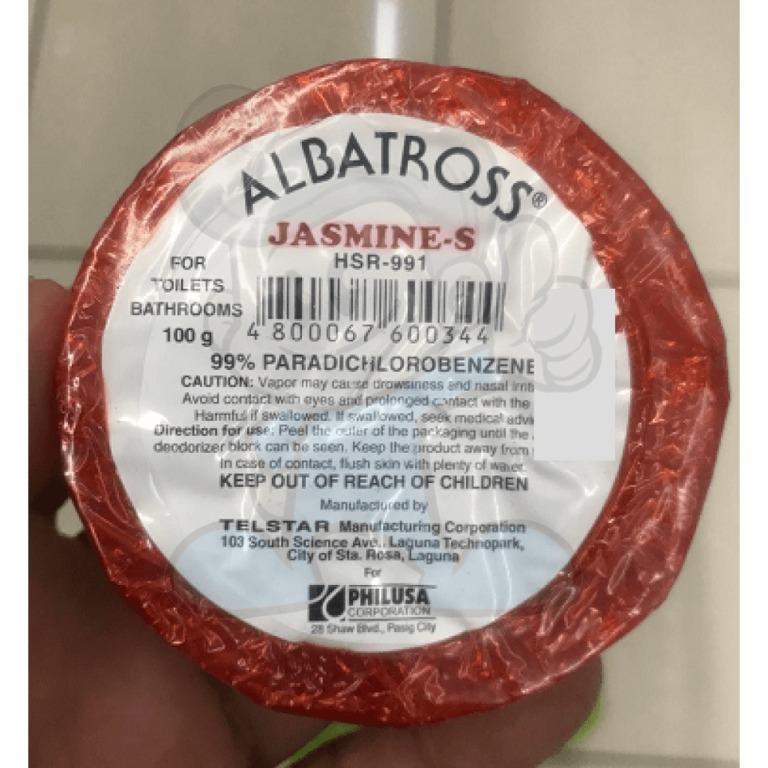 ALBATROSS®
JASMINE-S
HSR-991
FOR
TOILETS
BATHROOMS
100 g
4 800067 600344
99% PARADICHLOROBENZENE
CAUTION: Vapor may cause drowsiness and nasal
Avoid contact with eyes and prolonged contact with the
Harmful if swallowed. If swallowed, seek medical
Direction for use: Peel the outer of the packaging until the
deodorizer block can be seen. Keep the product away from
In case of contact, flush skin with plenty of water.
KEEP OUT OF REACH OF CHILDREN
Manufactured by
TELSTAR Manufacturing Corporation
103 South Science Ave., Laguna Technopark,
City of Sta. Rosa, Laguna
For
PHILUSA
CORPORATION
28 Shaw Blvd., Pasig City